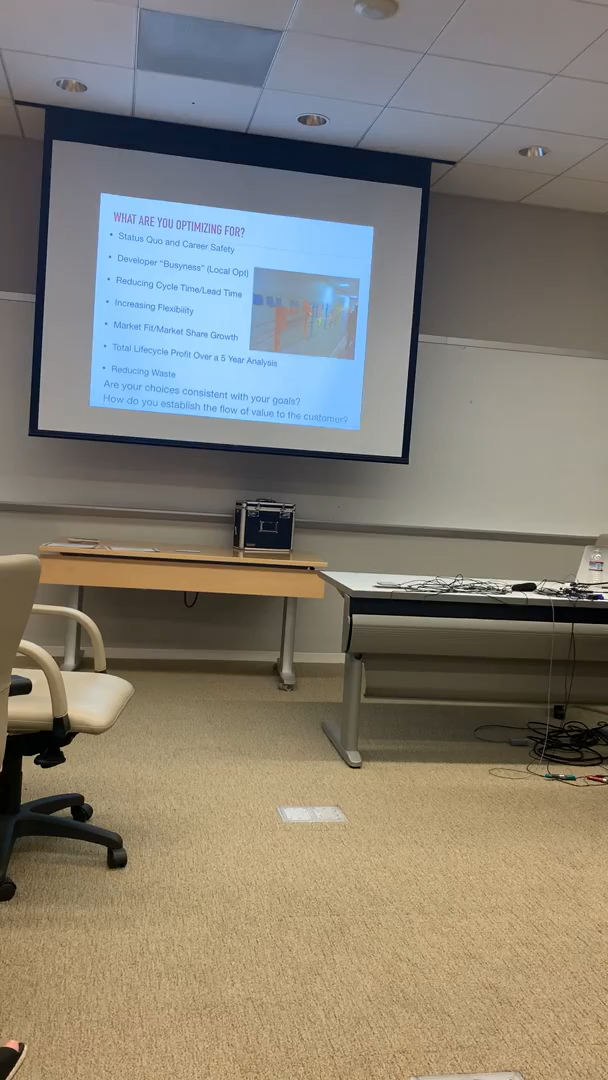 WHAT ARE YOU OPTIMIZING FOR?
• Status Quo and Career Safety
• Developer "Busyness" (Local Opt)
• Reducing Cycle Time/Lead Time
• Increasing Flexibility
• Market Fit/Market Share Growth
• Total Lifecycle Profit Over a 5 Year Analysis
• Reducing Waste
Are your choices consistent with your goals?
How do you establish the flow of value to the customer?